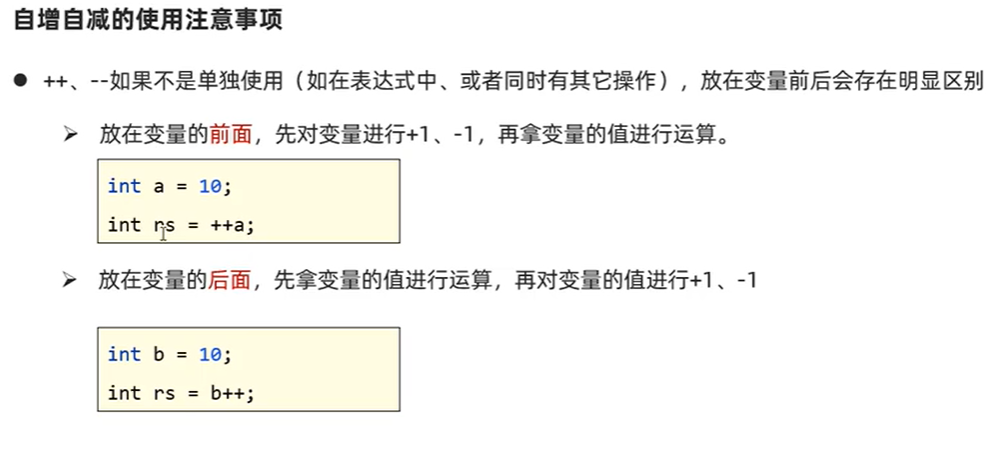 自增自减的使用注意事项
++、--如果不是单独使用（如在表达式中、或者同时有其它操作），放在变量前后会存在明显区别
放在变量的前面，先对变量进行+1、-1，再拿变量的值进行运算。
int a = 10;
int rs = ++a;
放在变量的后面，先拿变量的值进行运算，再对变量的值进行+1、-1
int b = 10;
int rs = b++;